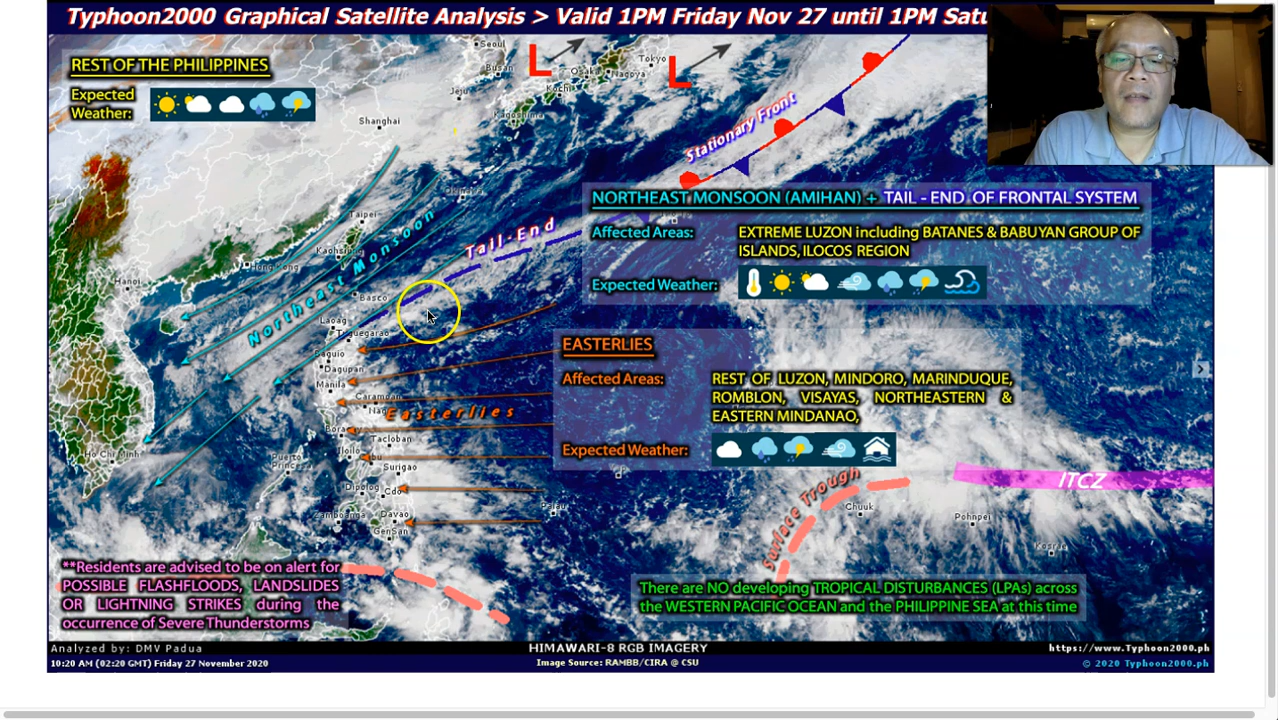 Typhoon2000 Graphical Satellite Analysis > Valid 1PM Friday Nov 27 until 1PM
REST OF THE PHILIPPINES
Expected
Weather:
L
L
Seoul
Busan
Jeju
Osaka
Tokyo
Nagoya
Kochi
Kagoshima
Shanghai
Stationary Front
Okinawa
Taipei
Kaohsiung
Hong Kong
Hanoi
Northeast Monsoon
Tail-End
NORTHEAST MONSOON (AMIHAN) + TAIL - END OF FRONTAL SYSTEM
Affected Areas:
EXTREME LUZON including BATANES & BABUYAN GROUP OF
ISLANDS, ILOCOS REGION
Expected Weather:
Basco
Laoag
Tuguegarao
Baguio
Dagupan
Manila
EASTERLIES
Affected Areas:
REST OF LUZON, MINDORO, MARINDUQUE,
ROMBLON, VISAYAS, NORTHEASTERN &
EASTERN MINDANAO,
Expected Weather:
Easterlies
Tacloban
Iloilo
Surigao
Puerto
Dipolog
Cdo
Zamboanga
Davao
GenSan
Ho Chi Minh
Palau
Surface Trough
ITCZ
Chuuk
Pohnpei
Kosrae
**Residents are advised to be on alert for
POSSIBLE FLASHFLOODS, LANDSLIDES
OR LIGHTNING STRIKES during the
occurrence of Severe Thunderstorms
There are NO developing TROPICAL DISTURBANCES (LPAs) across
the WESTERN PACIFIC OCEAN and the PHILIPPINE SEA at this time
Analyzed by: DMV Padua
HIMAWARI-8 RGB IMAGERY
https://www.Typhoon2000.ph
10:20 AM (02:20 GMT) Friday 27 November 2020
Image Source: RAMBB/CIRA @ CSU
© 2020 Typhoon2000.ph